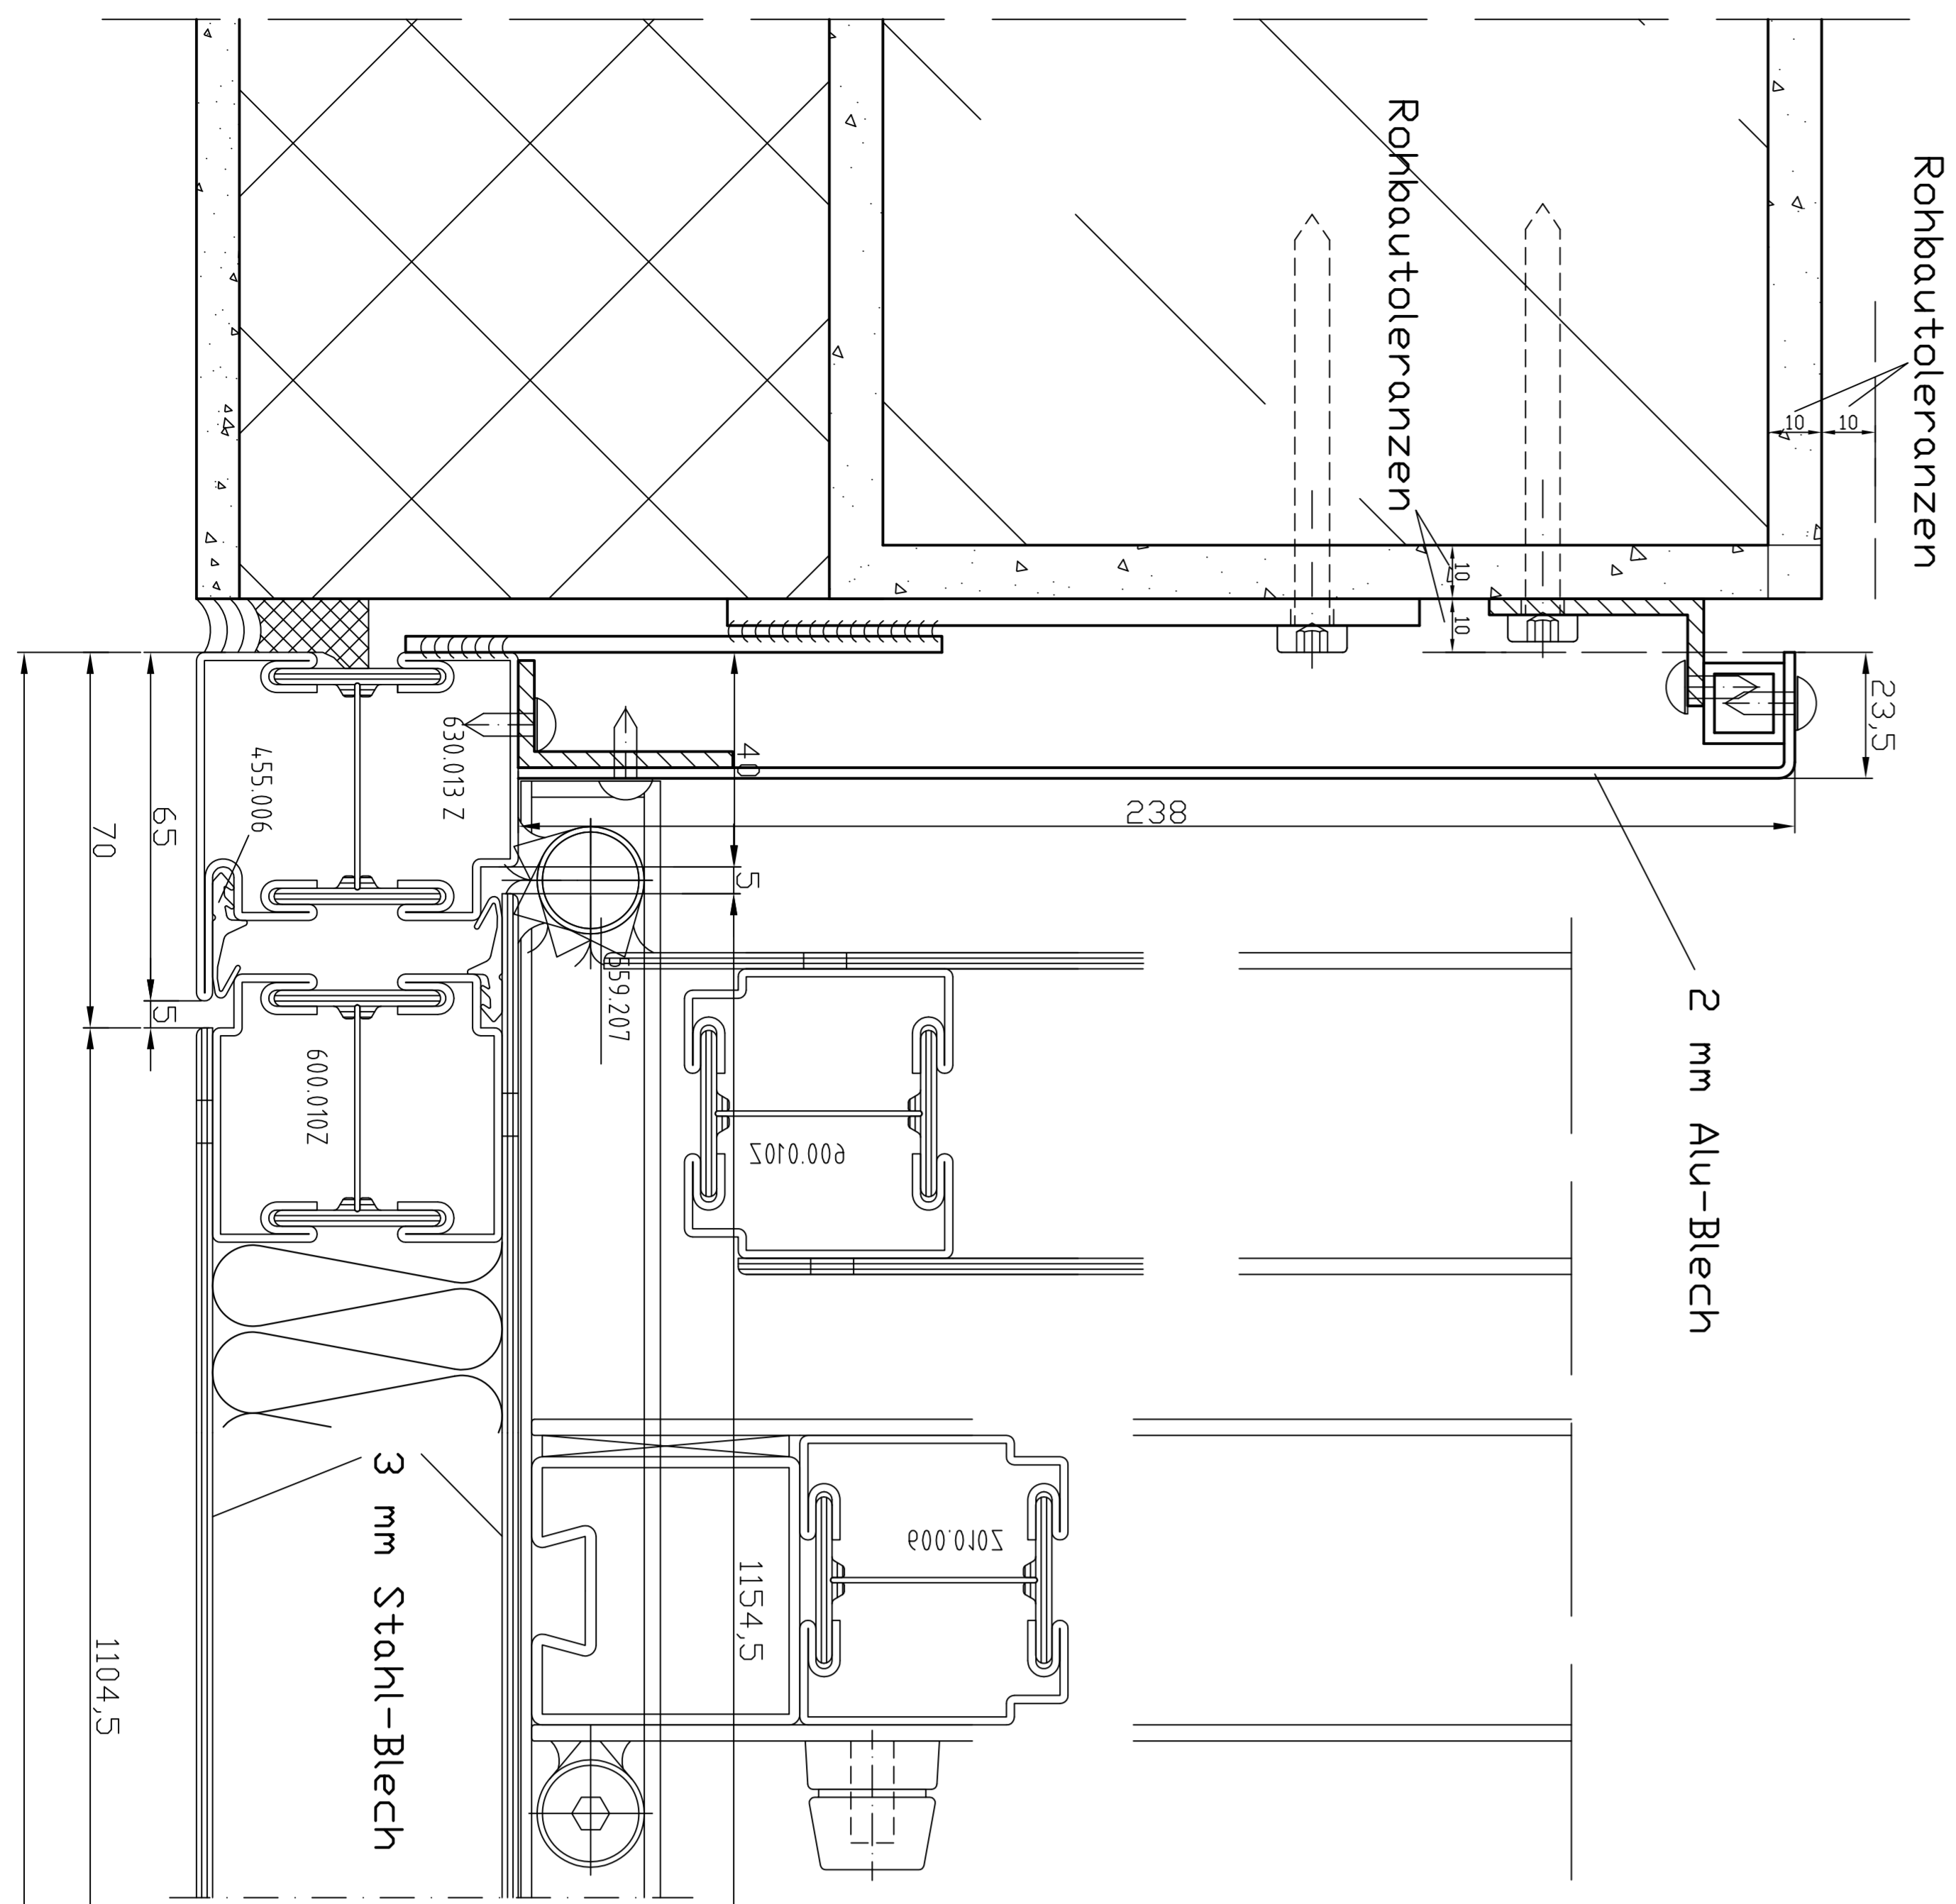 Rohbautoleranzen
Rohbautoleranzen
10
10
10
10
23,5
238
2 mm Alu-Blech
40
5
630.013 Z
455.006
65
70
5
559.207
600.010Z
600.010Z
Z010.009
1154,5
3 mm Stahl-Blech
1104,5